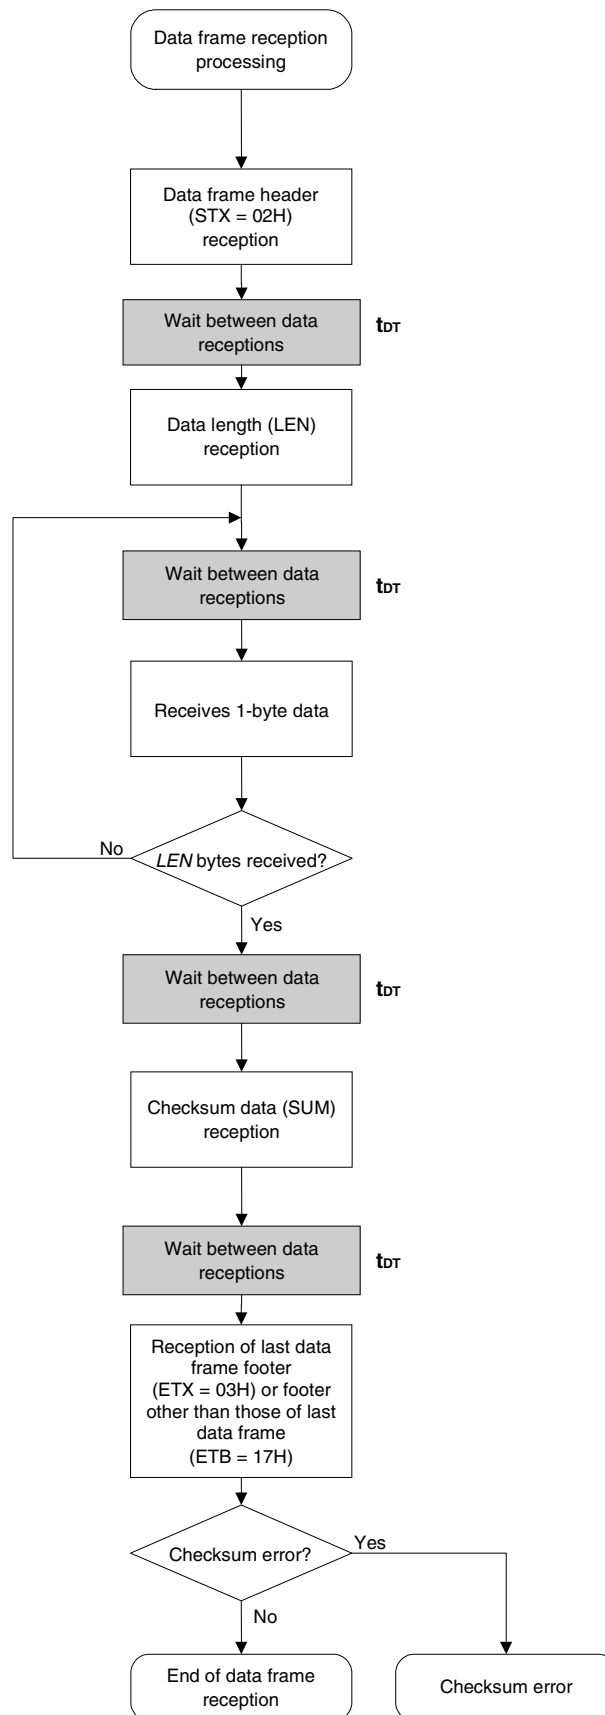 Data frame reception
processing
Data frame header
(STX = 02H)
reception
Wait between data
receptions
tDT
Data length (LEN)
reception
Wait between data
receptions
tDT
Receives 1-byte data
No
LEN bytes received?
Yes
Wait between data
receptions
tDT
Checksum data (SUM)
reception
Wait between data
receptions
tDT
Reception of last data
frame footer
(ETX = 03H) or footer
other than those of last
data frame
(ETB = 17H)
Checksum error?
Yes
No
End of data frame
reception
Checksum error